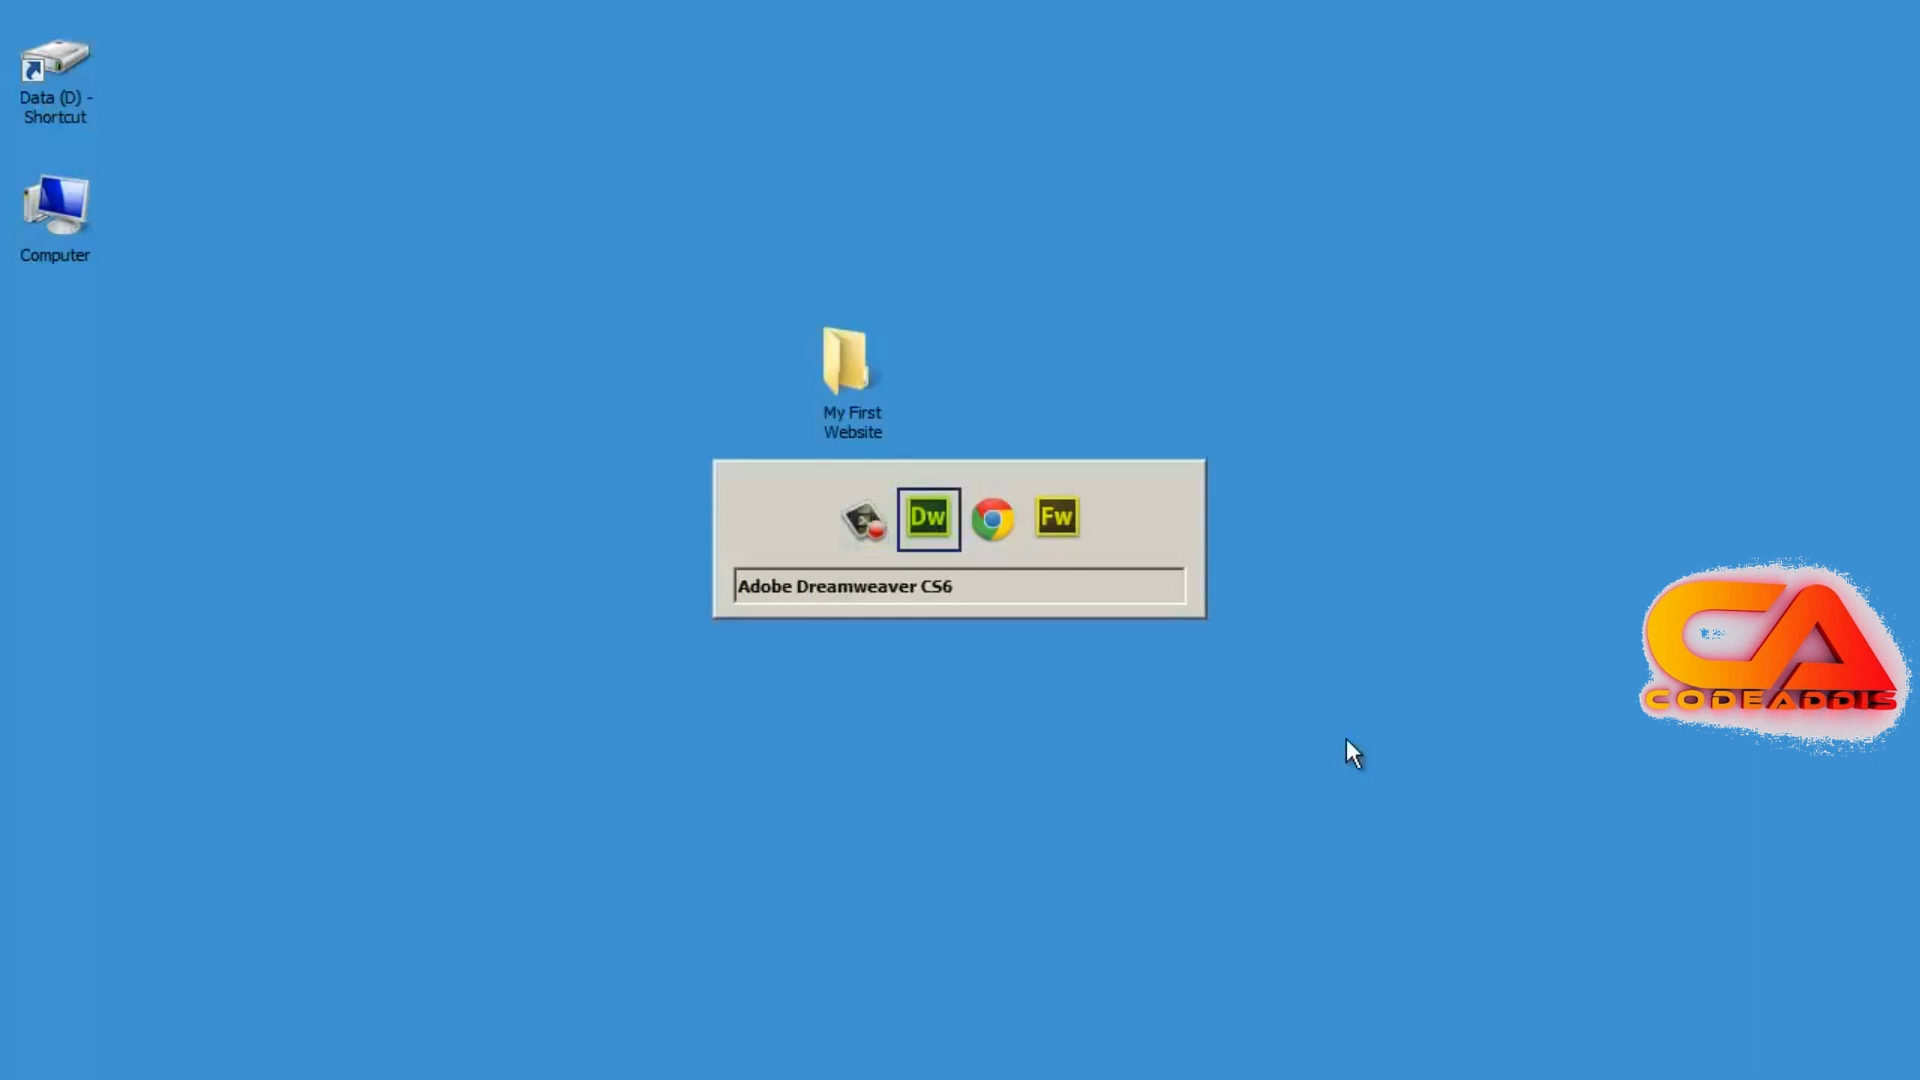 Data (D) -
Shortcut
Computer
My First
Website
Dw
Fw
Adobe Dreamweaver CS6
CA
CODEADDIS